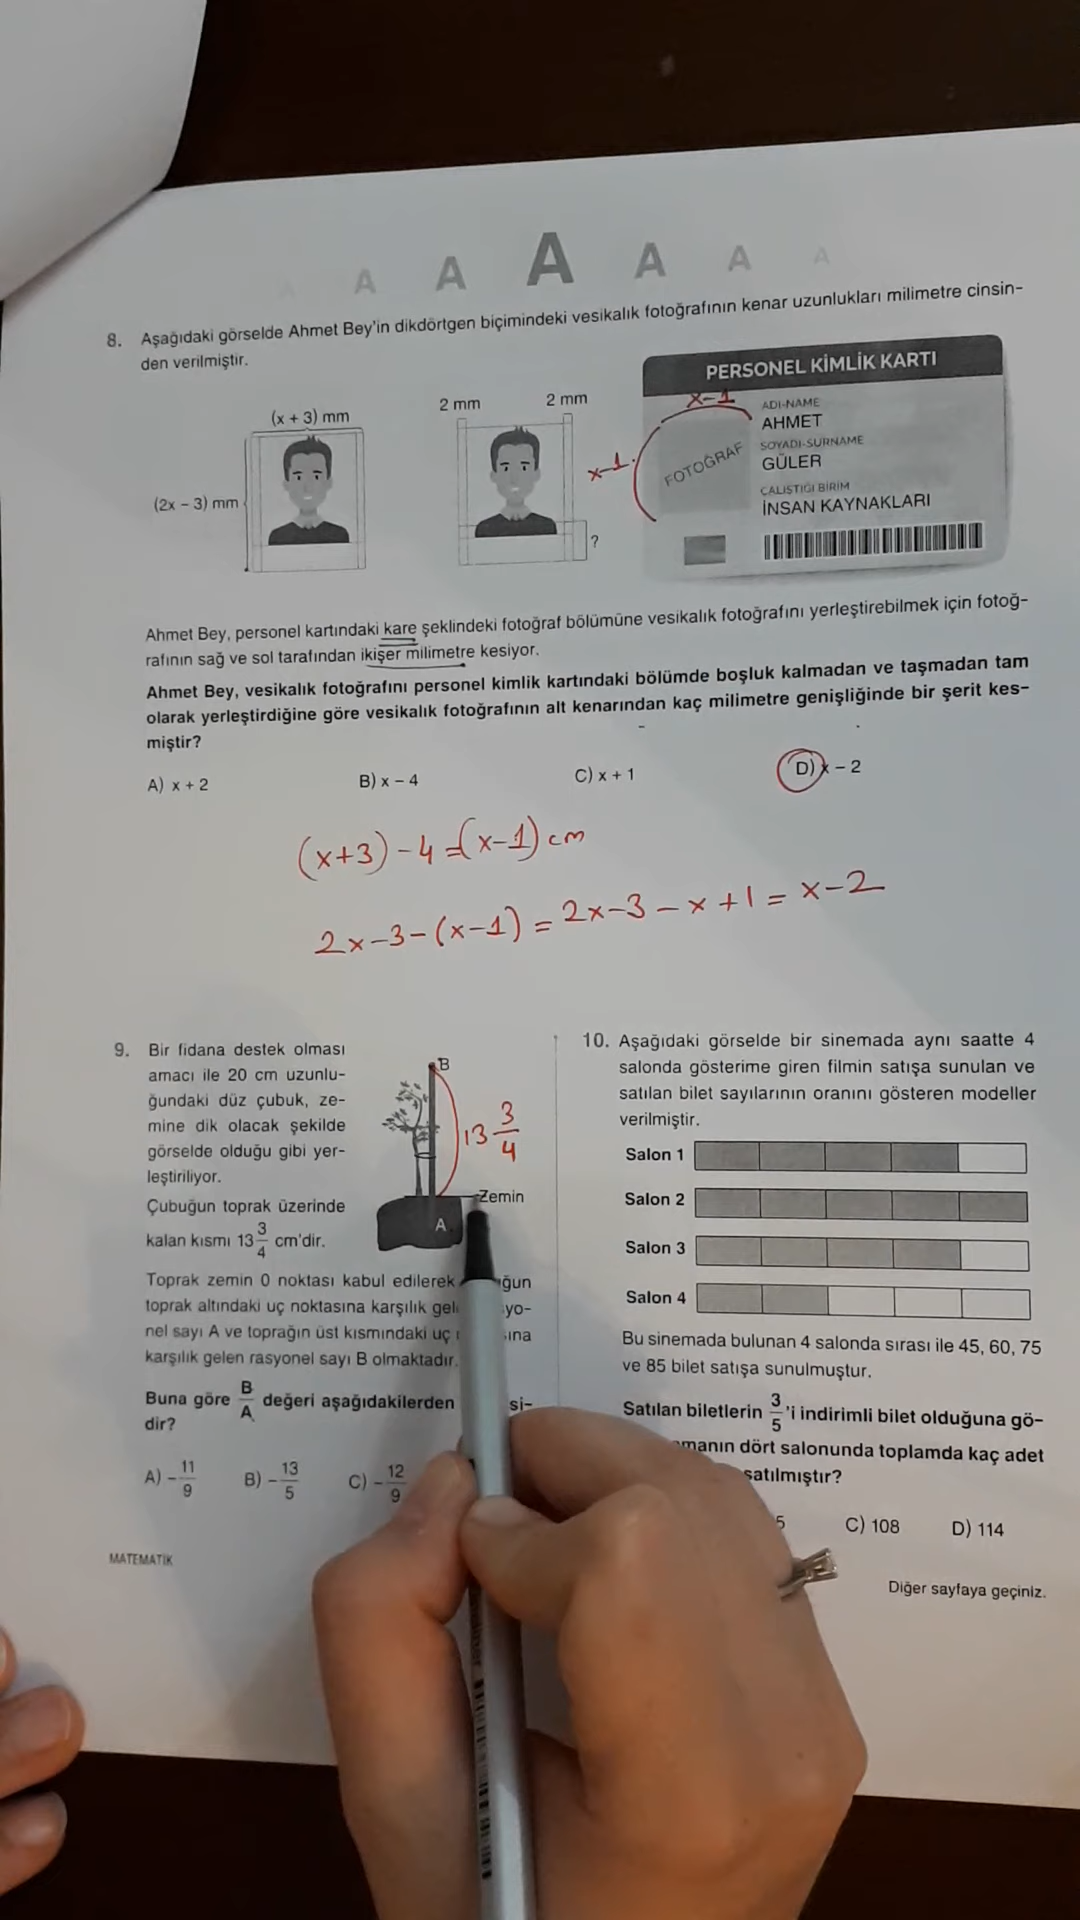 A A A A A A
8. Aşağıdaki görselde Ahmet Bey'in dikdörtgen biçimindeki vesikalık fotoğrafının kenar uzunlukları milimetre cinsin-
den verilmiştir.
(x + 3) mm
(2x – 3) mm
2 mm 2 mm
?
x-1
x-1
PERSONEL KİMLİK KARTI
FOTOĞRAF
ADI-NAME
AHMET
SOYADI-SURNAME
GÜLER
ÇALIŞTIĞI BİRİM
İNSAN KAYNAKLARI
Ahmet Bey, personel kartındaki kare şeklindeki fotoğraf bölümüne vesikalık fotoğrafını yerleştirebilmek için fotoğ-
rafının sağ ve sol tarafından ikişer milimetre kesiyor.
Ahmet Bey, vesikalık fotoğrafını personel kimlik kartındaki bölümde boşluk kalmadan ve taşmadan tam
olarak yerleştirdiğine göre vesikalık fotoğrafının alt kenarından kaç milimetre genişliğinde bir şerit kes-
miştir?
A) x + 2 B) x – 4 C) x + 1 D) x – 2
(x+3) - 4 = (x-1) cm
2x-3-(x-1) = 2x-3-x+1 = x-2
9. Bir fidana destek olması
amacı ile 20 cm uzunlu-
ğundaki düz çubuk, ze-
mine dik olacak şekilde
görselde olduğu gibi yer-
leştiriliyor.
Çubuğun toprak üzerinde
kalan kısmı 13 3/4 cm'dir.
B
13 3/4
Zemin
A
Toprak zemin 0 noktası kabul edilerek ğun
toprak altındaki uç noktasına karşılık gel yo-
nel sayı A ve toprağın üst kısmındaki uç ına
karşılık gelen rasyonel sayı B olmaktadır.
Buna göre B/A değeri aşağıdakilerden si-
dir?
A) – 11/9 B) – 13/5 C) – 12/9
MATEMATİK
10. Aşağıdaki görselde bir sinemada aynı saatte 4
salonda gösterime giren filmin satışa sunulan ve
satılan bilet sayılarının oranını gösteren modeller
verilmiştir.
Salon 1
Salon 2
Salon 3
Salon 4
Bu sinemada bulunan 4 salonda sırası ile 45, 60, 75
ve 85 bilet satışa sunulmuştur.
Satılan biletlerin 3/5 'i indirimli bilet olduğuna gö-
manın dört salonunda toplamda kaç adet
satılmıştır?
5 C) 108 D) 114
Diğer sayfaya geçiniz.